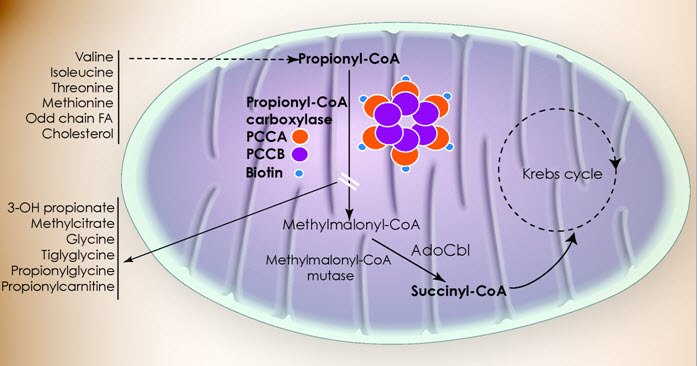 Valine
Isoleucine
Threonine
Methionine
Odd chain FA
Cholesterol
Propionyl-CoA
Propionyl-CoA
carboxylase
PCCA
PCCB
Biotin
Krebs cycle
3-OH propionate
Methylcitrate
Glycine
Tiglyglycine
Propionylglycine
Propionylcarnitine
Methylmalonyl-CoA
Methylmalonyl-CoA
mutase
AdoCbl
Succinyl-CoA